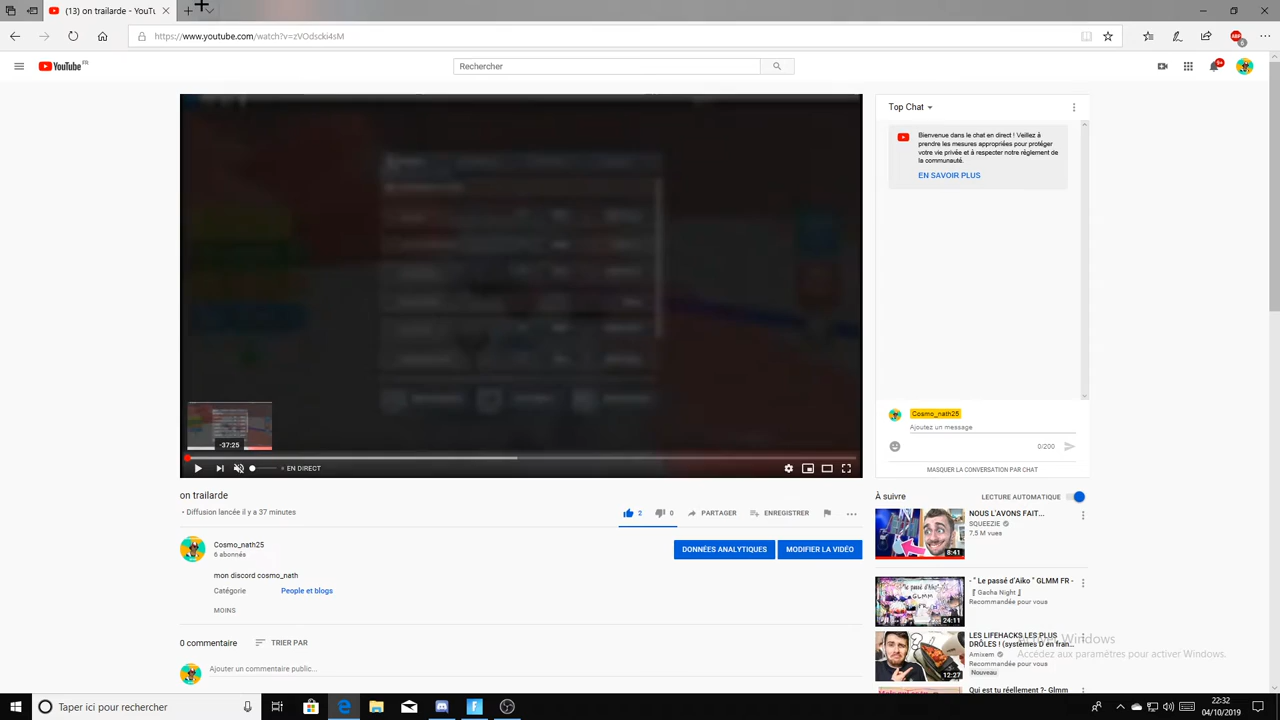 (13) on trailarde - YouTu
https://www.youtube.com/watch?v=zVOdscki4sM
YouTube FR
Rechercher
9+
ABP
6
Top Chat
Bienvenue dans le chat en direct ! Veillez à
prendre les mesures appropriées pour protéger
votre vie privée et à respecter notre règlement de
la communauté.
EN SAVOIR PLUS
Cosmo_nath25
Ajoutez un message
0/200
MASQUER LA CONVERSATION PAR CHAT
-37:25
EN DIRECT
on trailarde
• Diffusion lancée il y a 37 minutes
2
0
PARTAGER
ENREGISTRER
Cosmo_nath25
6 abonnés
DONNÉES ANALYTIQUES
MODIFIER LA VIDÉO
mon discord cosmo_nath
Catégorie
People et blogs
MOINS
0 commentaire
TRIER PAR
Ajouter un commentaire public...
À suivre
LECTURE AUTOMATIQUE
NOUS L'AVONS FAIT...
SQUEEZIE
7,5 M vues
8:41
- " Le passé d'Aiko " GLMM FR -
『 Gacha Night 』
Recommandée pour vous
24:11
LES LIFEHACKS LES PLUS
DRÔLES ! (systèmes D en fran...
Amixem
Recommandée pour vous
Nouveau
12:27
Qui est tu réellement ?- Glmm
Windows
Accédez aux paramètres pour activer Windows.
Taper ici pour rechercher
22:32
04/10/2019